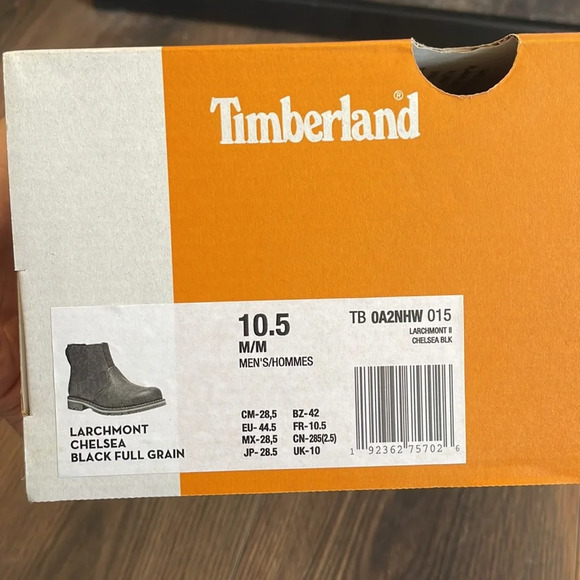 Timberland®
10.5
M/M
MEN'S/HOMMES
TB 0A2NHW 015
LARCHMONT II
CHELSEA BLK
LARCHMONT
CHELSEA
BLACK FULL GRAIN
CM-28,5 BZ-42
EU-44.5 FR-10.5
MX-28,5 CN-285(2.5)
JP-28.5 UK-10
1 92362 75702 6